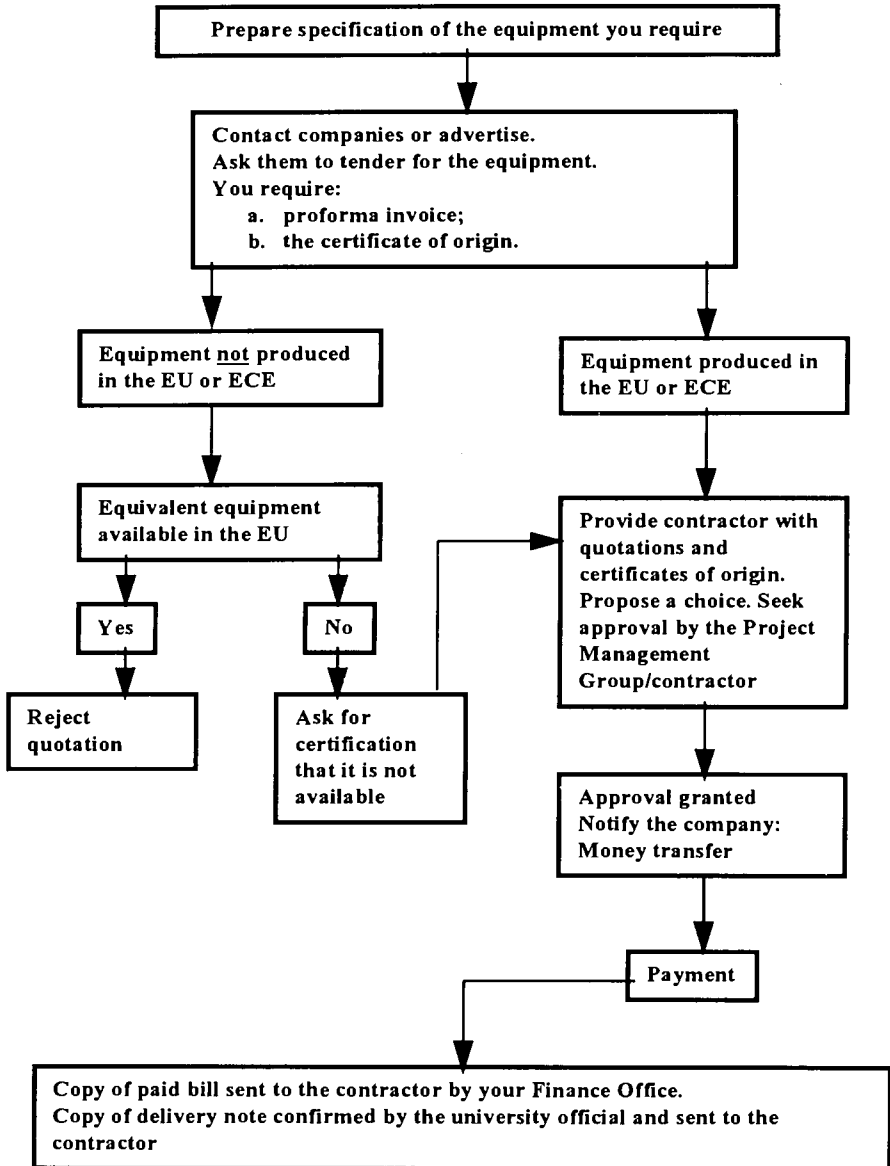 Prepare specification of the equipment you require
Contact companies or advertise.
Ask them to tender for the equipment.
You require:
a. proforma invoice;
b. the certificate of origin.
Equipment not produced
in the EU or ECE
Equipment produced in
the EU or ECE
Equivalent equipment
available in the EU
Provide contractor with
quotations and
certificates of origin.
Propose a choice. Seek
approval by the Project
Management
Group/contractor
Yes
No
Reject
quotation
Ask for
certification
that it is not
available
Approval granted
Notify the company:
Money transfer
Payment
Copy of paid bill sent to the contractor by your Finance Office.
Copy of delivery note confirmed by the university official and sent to the
contractor